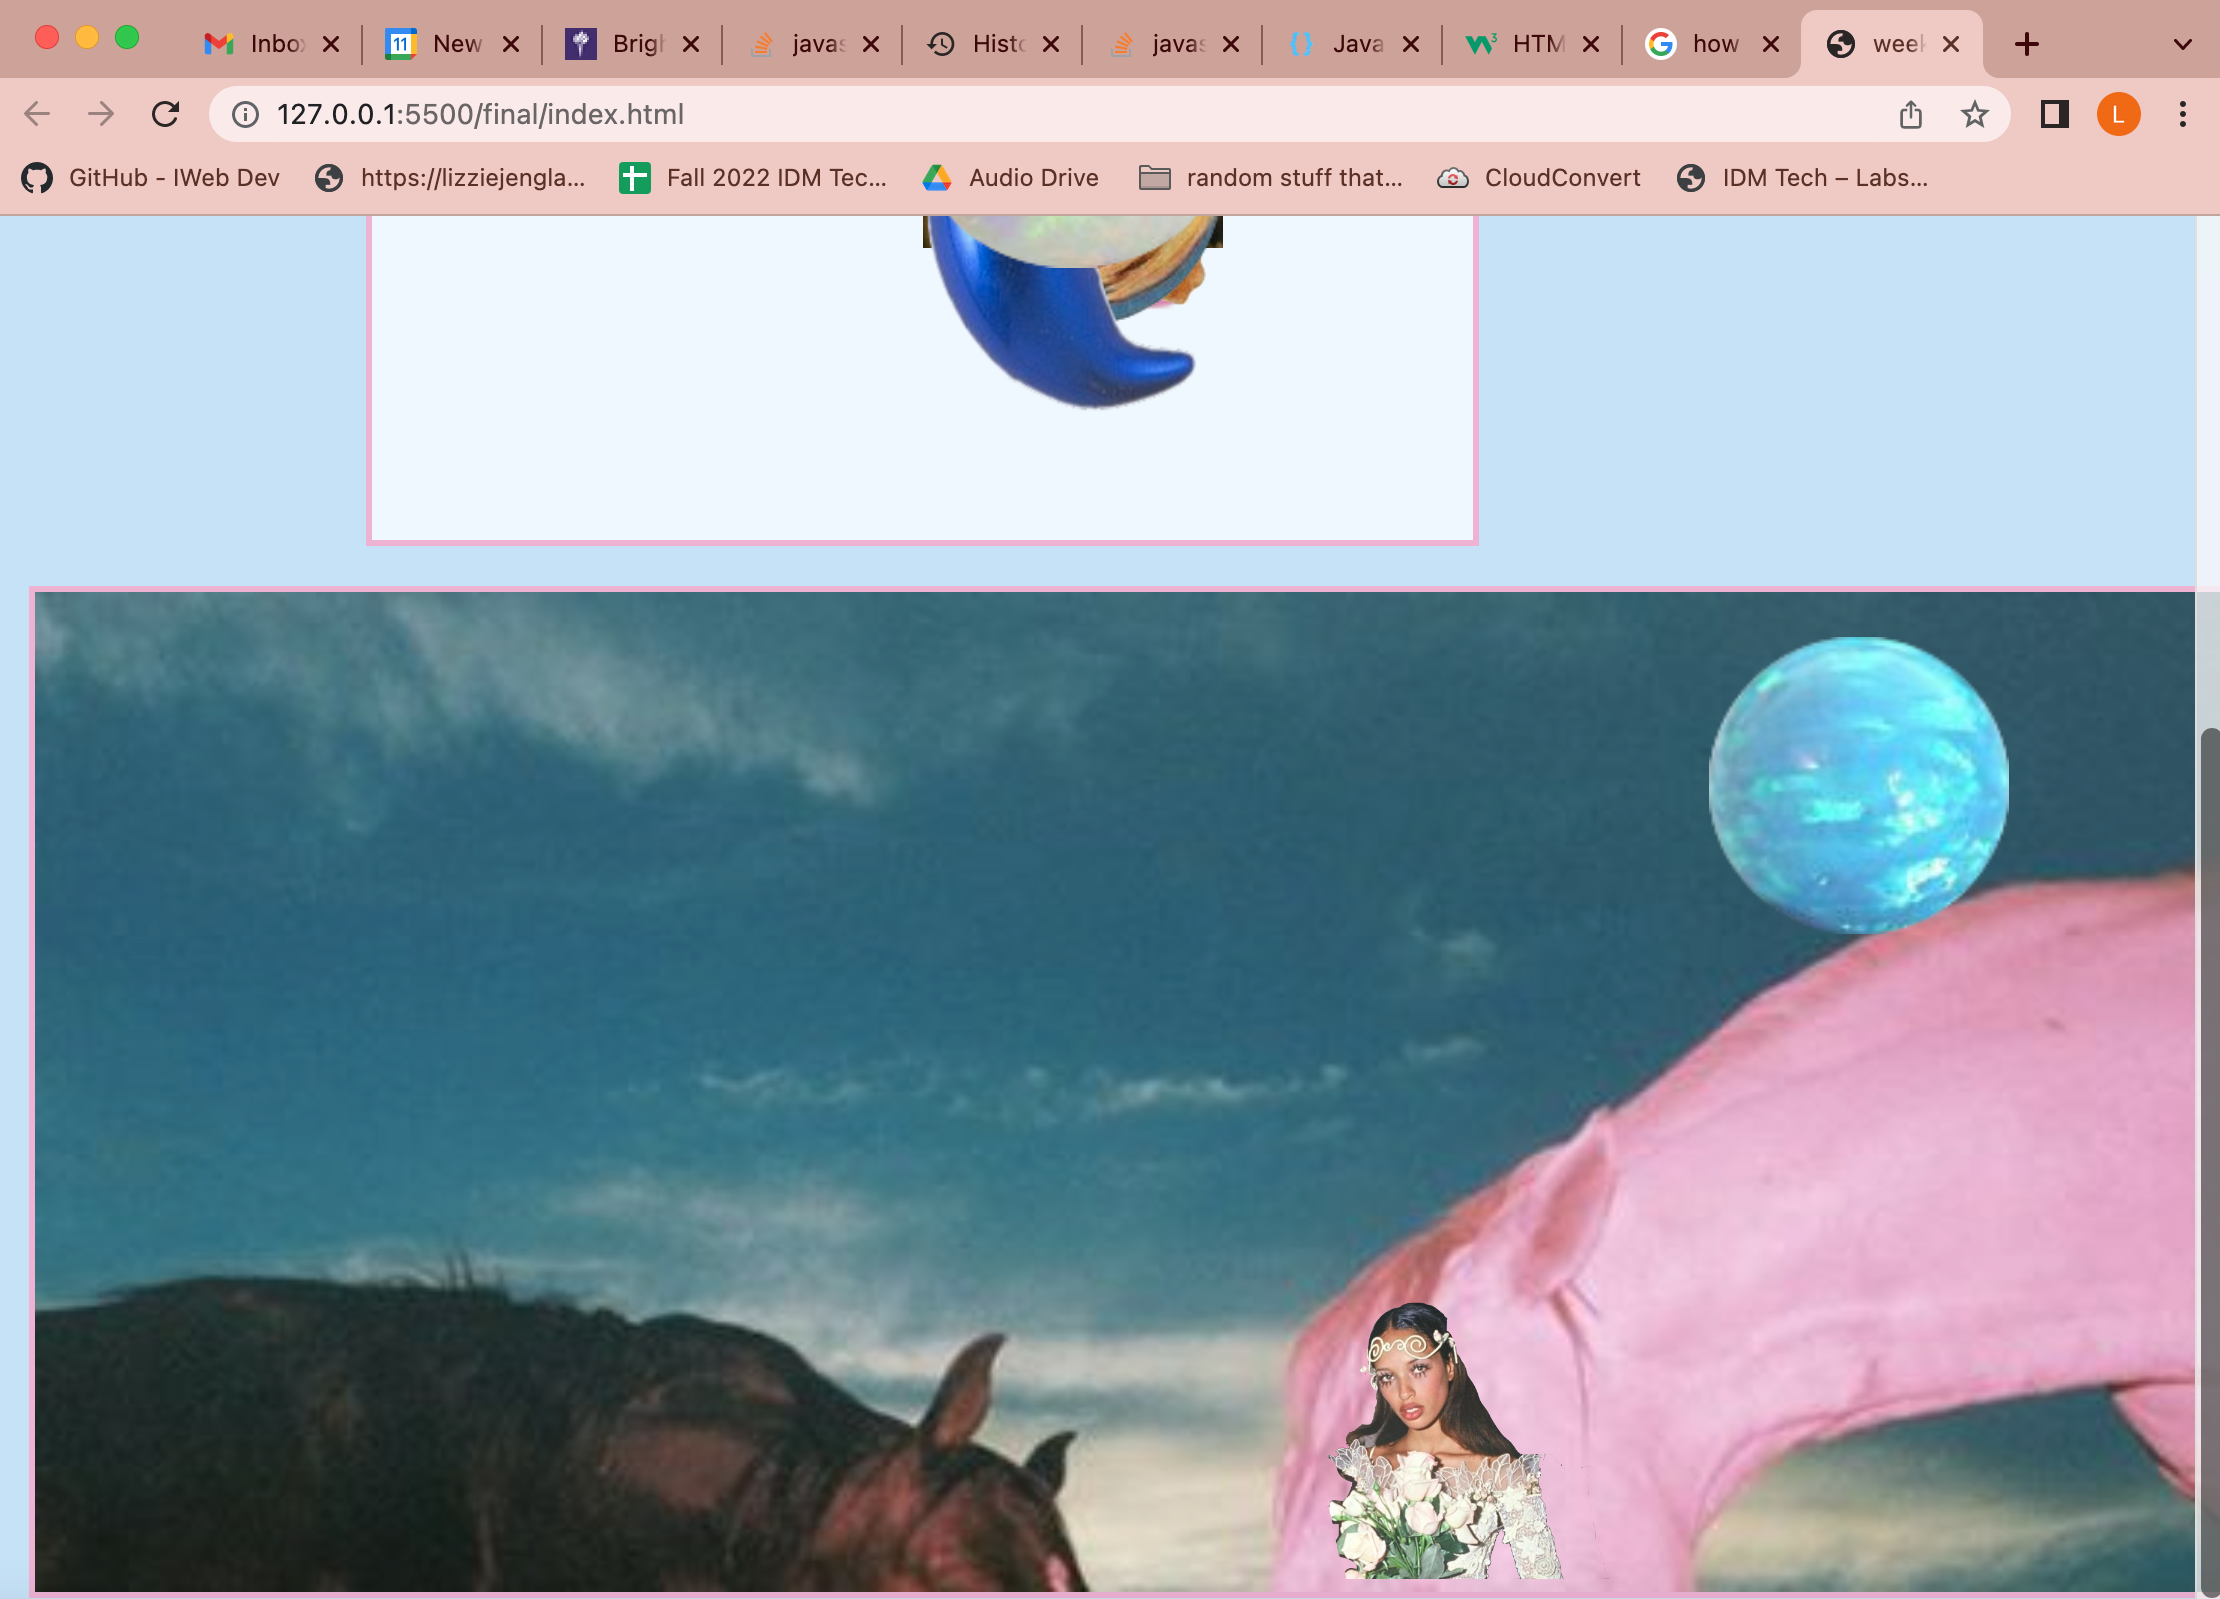 Inbo New Brigh javas Histo javas Java HTM how week
127.0.0.1:5500/final/index.html L
GitHub - IWeb Dev https://lizziejengla... Fall 2022 IDM Tec... Audio Drive random stuff that... CloudConvert IDM Tech – Labs...